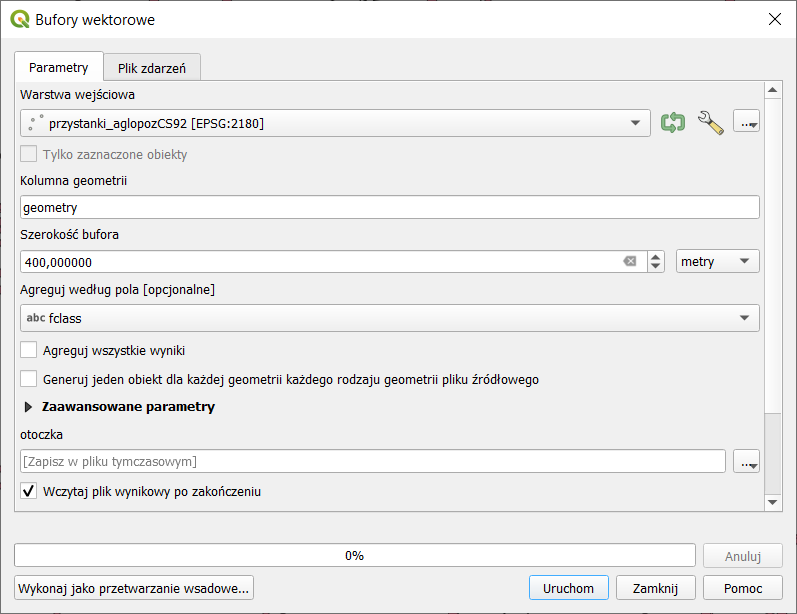 Bufory wektorowe
Parametry
Plik zdarzeń
Warstwa wejściowa
przystanki_aglopozCS92 [EPSG:2180]
...
Tylko zaznaczone obiekty
Kolumna geometrii
geometry
Szerokość bufora
400,000000
metry
Agreguj według pola [opcjonalne]
abc fclass
Agreguj wszystkie wyniki
Generuj jeden obiekt dla każdej geometrii każdego rodzaju geometrii pliku źródłowego
Zaawansowane parametry
otoczka
[Zapisz w pliku tymczasowym]
...
Wczytaj plik wynikowy po zakończeniu
0%
Anuluj
Wykonaj jako przetwarzanie wsadowe...
Uruchom
Zamknij
Pomoc